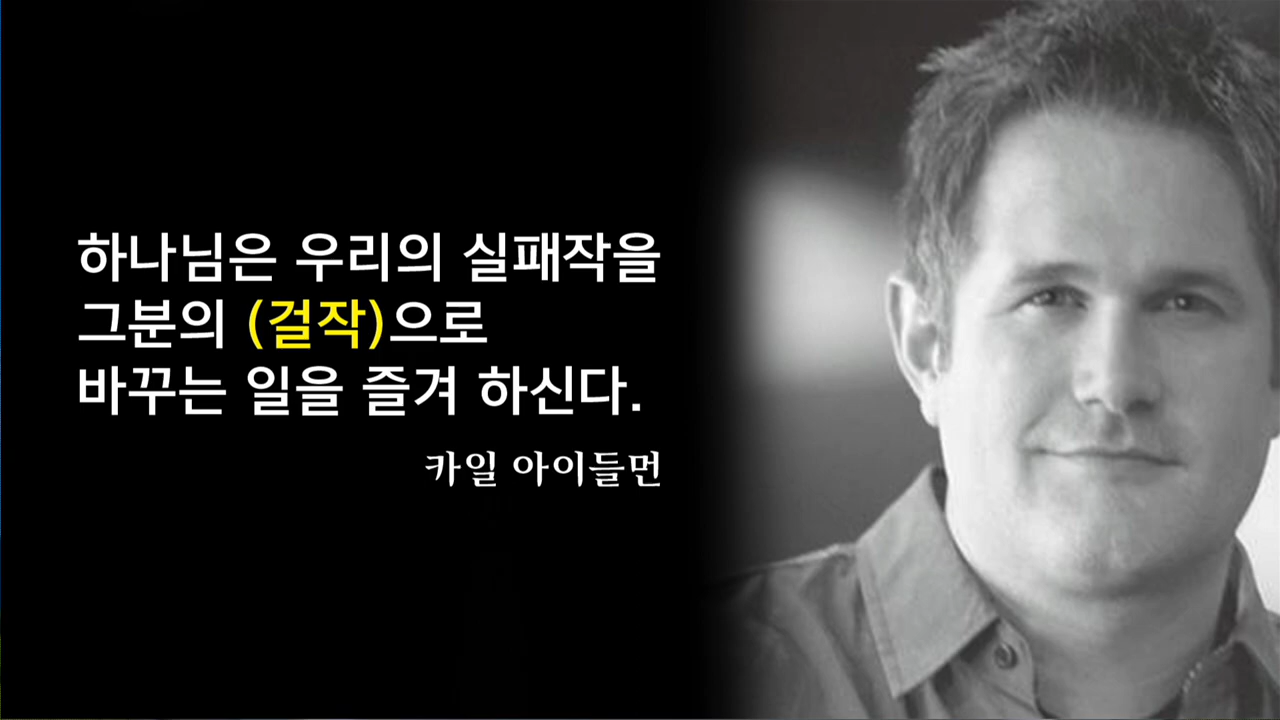 하나님은 우리의 실패작을
그분의 (걸작)으로
바꾸는 일을 즐겨 하신다.
카일 아이들먼